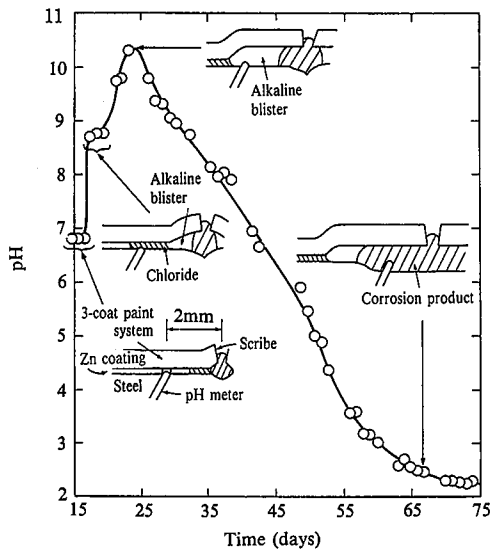 11
10
9
8
7
6
5
4
3
2
pH
Alkaline
blister
Alkaline
blister
Chloride
3-coat paint
system
2mm
Scribe
Zn coating
Steel
pH meter
Corrosion product
15
25
35
45
55
65
75
Time (days)